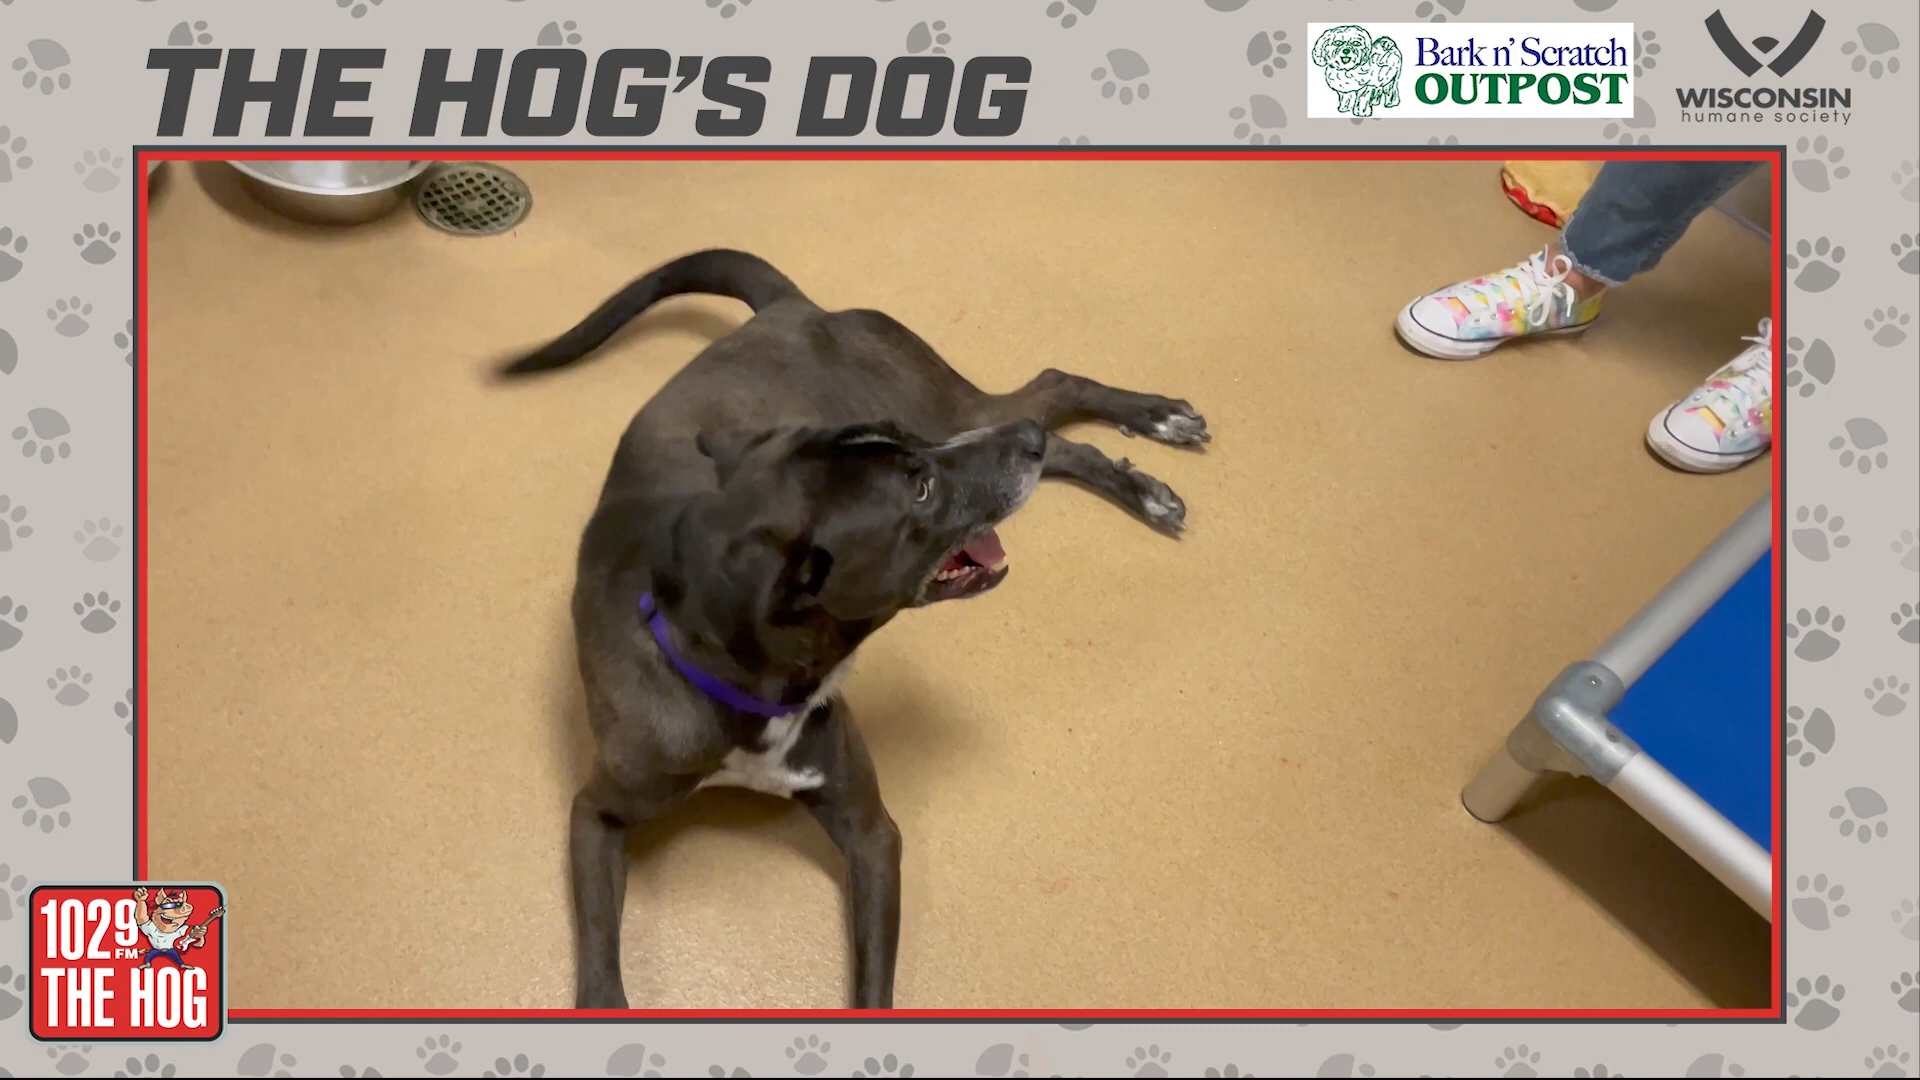 THE HOG'S DOG
Bark n' Scratch
OUTPOST
WISCONSIN
humane society
1029
FM
THE HOG